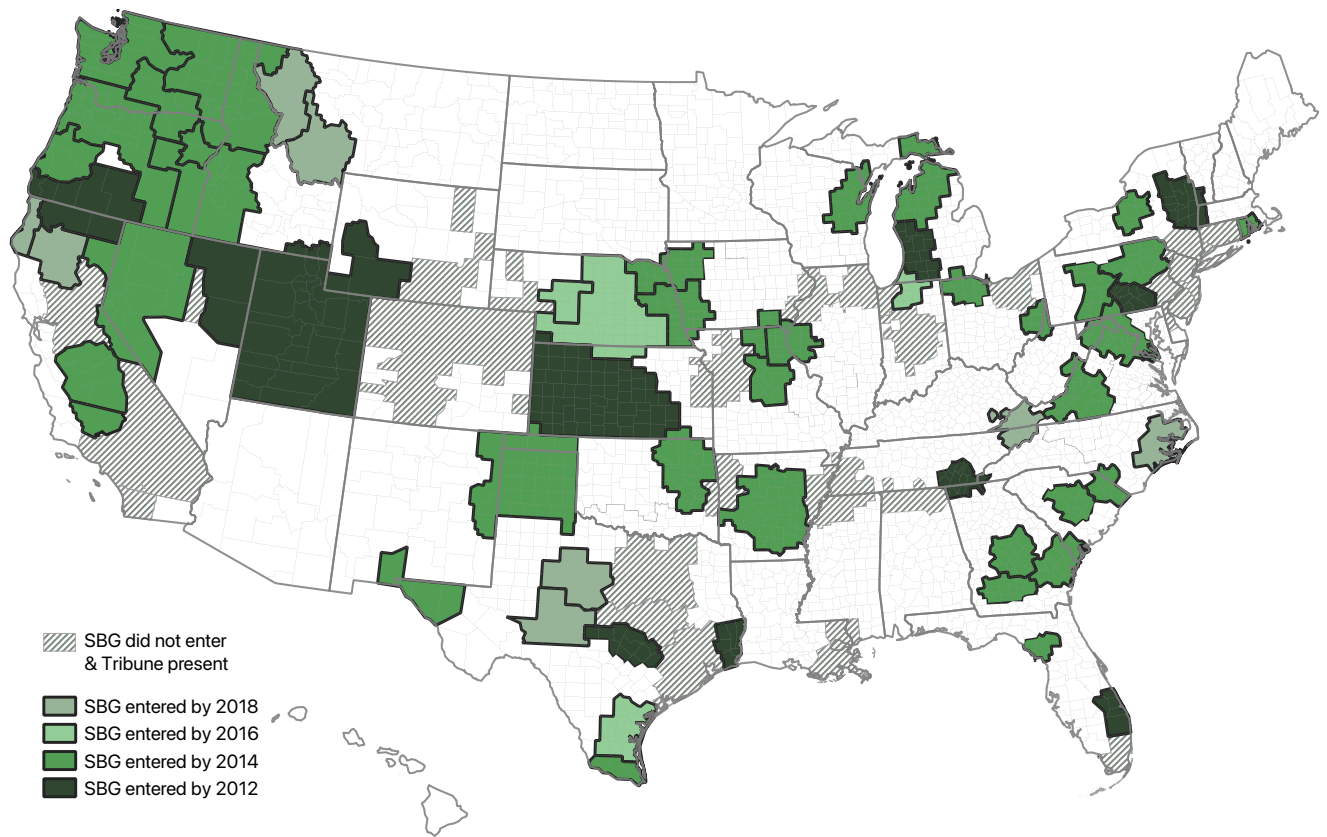 SBG did not enter
& Tribune present
SBG entered by 2018
SBG entered by 2016
SBG entered by 2014
SBG entered by 2012